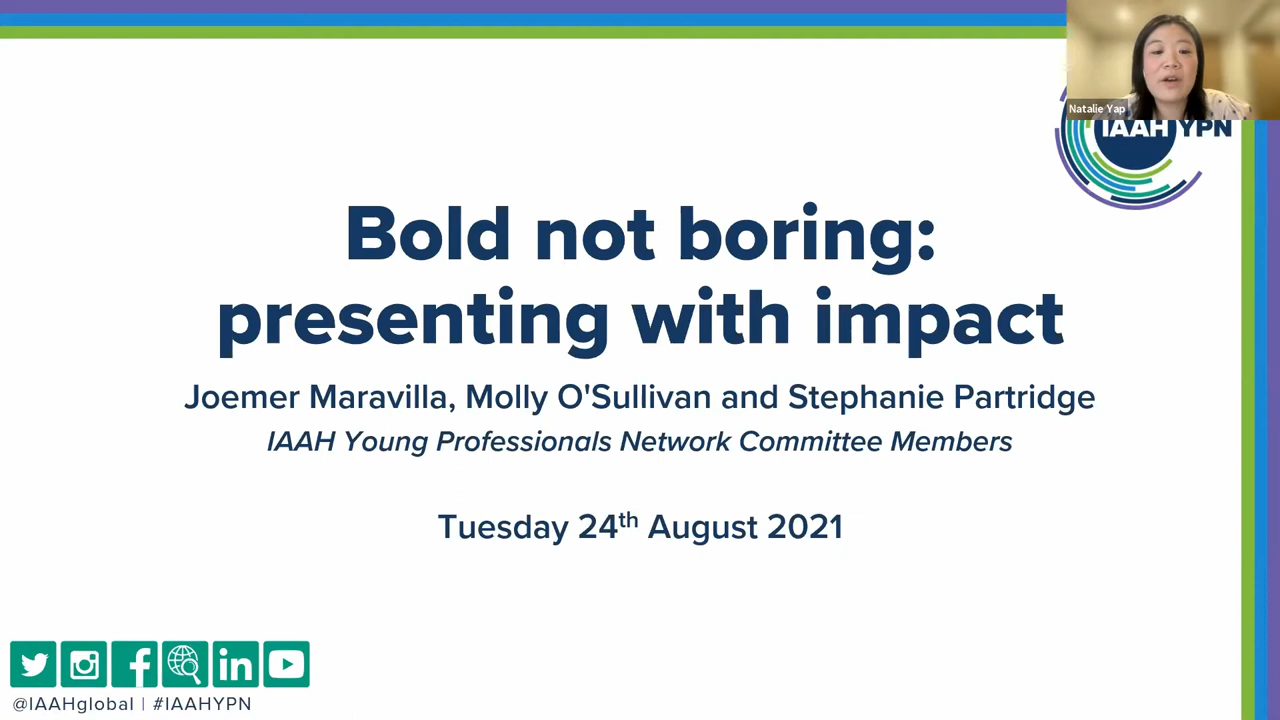 Natalie Yap
IAAH YPN
Bold not boring:
presenting with impact
Joemer Maravilla, Molly O'Sullivan and Stephanie Partridge
IAAH Young Professionals Network Committee Members
Tuesday 24th August 2021
@IAAHglobal | #IAAHYPN